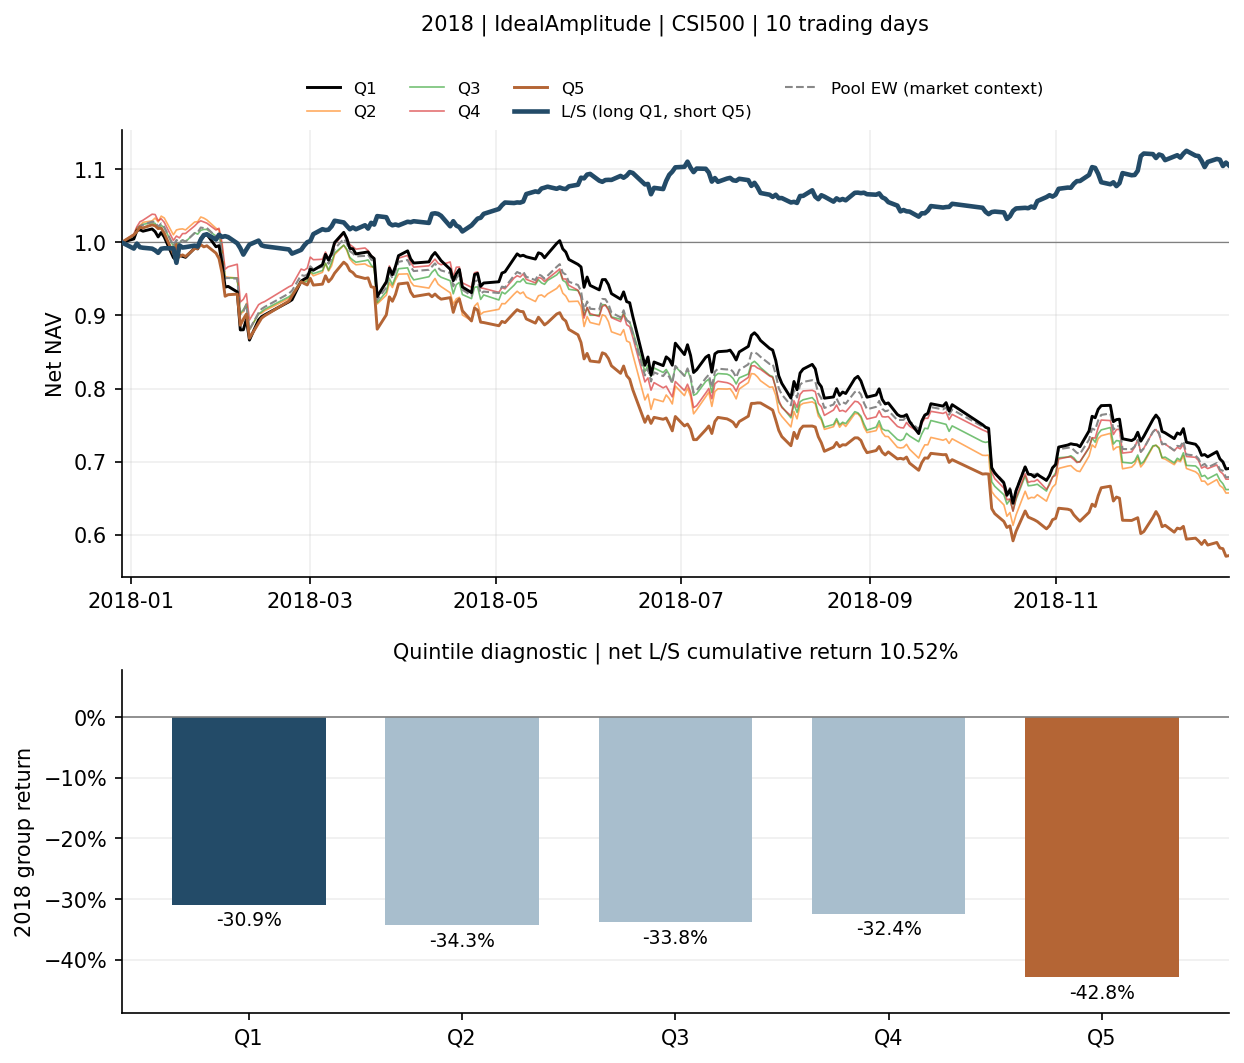 2018 | IdealAmplitude | CSI500 | 10 trading days
Q1 Q3 Q5 Pool EW (market context)
Q2 Q4 L/S (long Q1, short Q5)
Net NAV
1.1
1.0
0.9
0.8
0.7
0.6
2018-01 2018-03 2018-05 2018-07 2018-09 2018-11
Quintile diagnostic | net L/S cumulative return 10.52%
2018 group return
0%
−10%
−20%
−30%
−40%
-30.9% -34.3% -33.8% -32.4% -42.8%
Q1 Q2 Q3 Q4 Q5